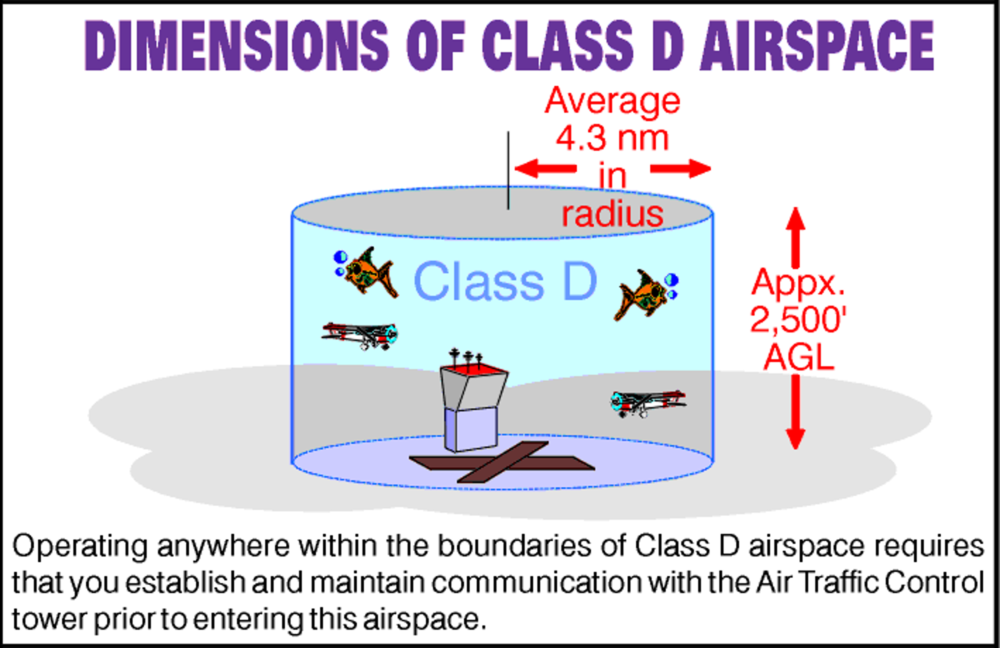 DIMENSIONS OF CLASS D AIRSPACE
Average
4.3 nm
in
radius
Class D
Appx.
2,500'
AGL
Operating anywhere within the boundaries of Class D airspace requires
that you establish and maintain communication with the Air Traffic Control
tower prior to entering this airspace.